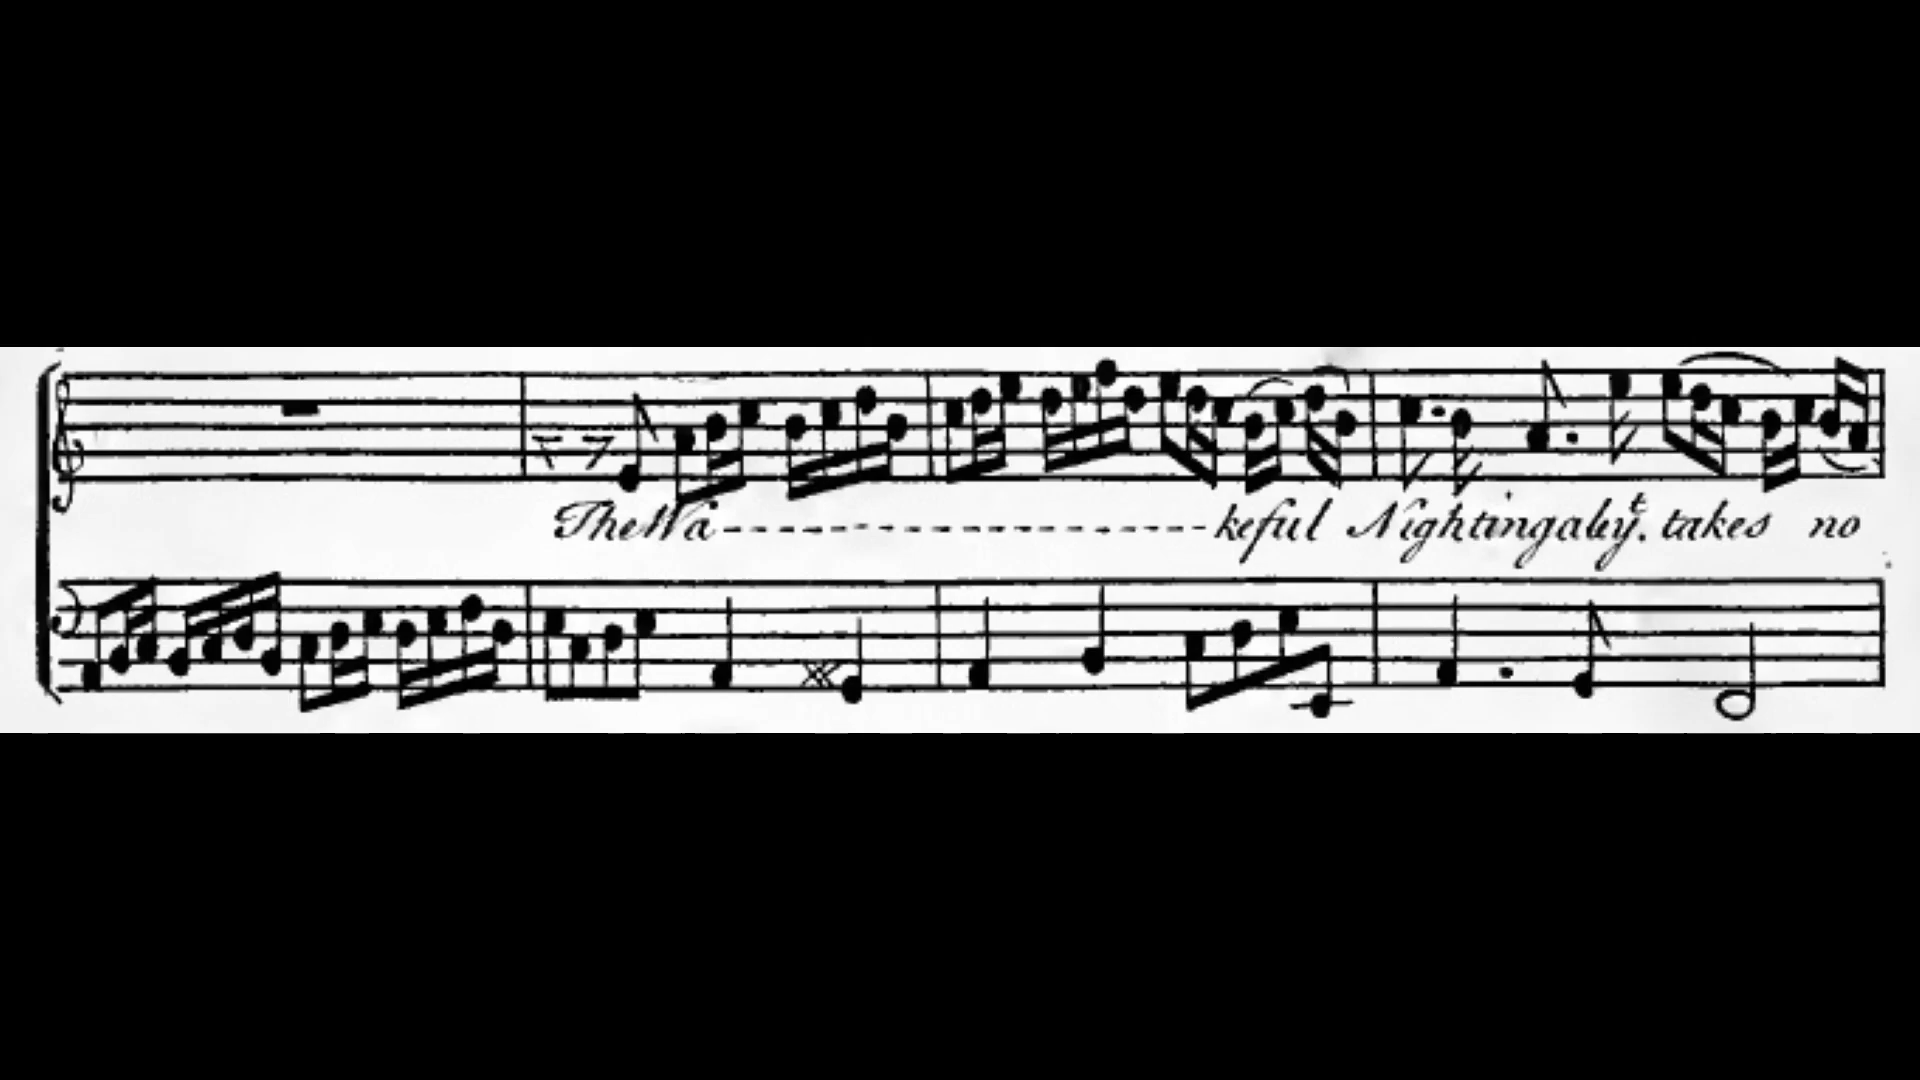 The Wa - - - - - - - - - - - - - - - keful Nightingale yͭ. takes no